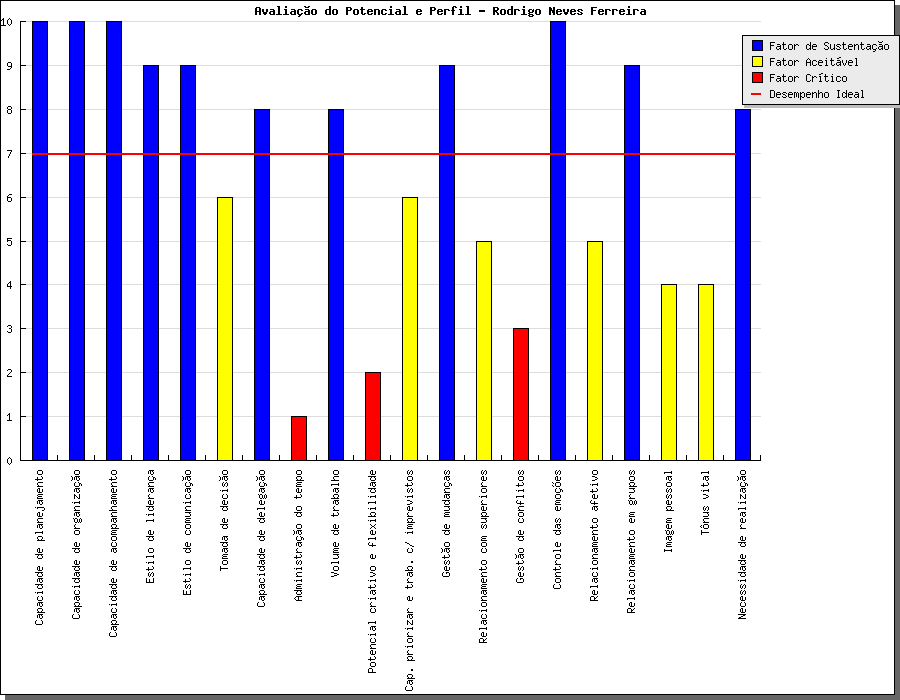 Avaliação do Potencial e Perfil - Rodrigo Neves Ferreira
Fator de Sustentação
Fator Aceitável
Fator Crítico
Desempenho Ideal
10
9
8
7
6
5
4
3
2
1
0
Capacidade de planejamento
Capacidade de organização
Capacidade de acompanhamento
Estilo de liderança
Estilo de comunicação
Tomada de decisão
Capacidade de delegação
Administração do tempo
Volume de trabalho
Potencial criativo e flexibilidade
Cap. priorizar e trab. c/ imprevistos
Gestão de mudanças
Relacionamento com superiores
Gestão de conflitos
Controle das emoções
Relacionamento afetivo
Relacionamento em grupos
Imagem pessoal
Tônus vital
Necessidade de realização